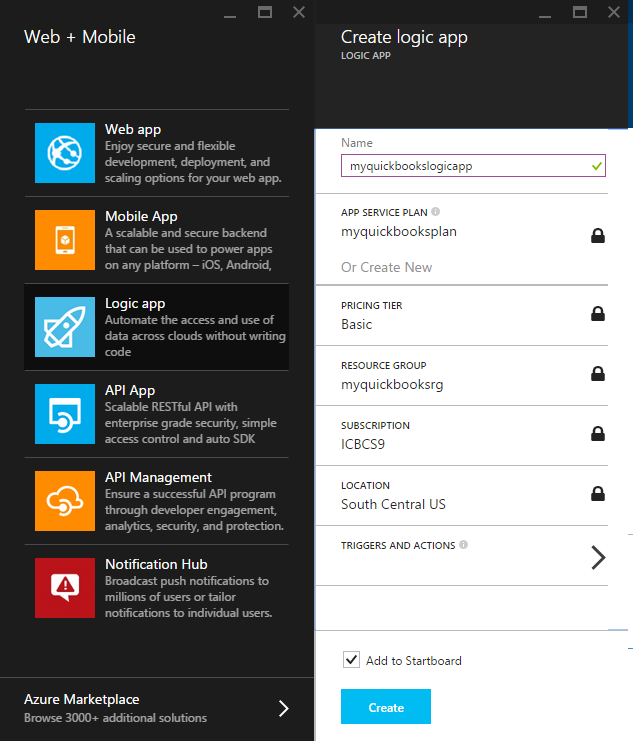 Web + Mobile
Web app
Enjoy secure and flexible
development, deployment, and
scaling options for your web app.
Mobile App
A scalable and secure backend
that can be used to power apps
on any platform – iOS, Android,
Logic app
Automate the access and use of
data across clouds without writing
code
API App
Scalable RESTful API with
enterprise grade security, simple
access control and auto SDK
API Management
Ensure a successful API program
through developer engagement,
analytics, security, and protection.
Notification Hub
Broadcast push notifications to
millions of users or tailor
notifications to individual users.
Azure Marketplace
Browse 3000+ additional solutions
Create logic app
LOGIC APP
Name
myquickbookslogicapp
APP SERVICE PLAN
myquickbooksplan
Or Create New
PRICING TIER
Basic
RESOURCE GROUP
myquickbooksrg
SUBSCRIPTION
ICBCS9
LOCATION
South Central US
TRIGGERS AND ACTIONS
Add to Startboard
Create